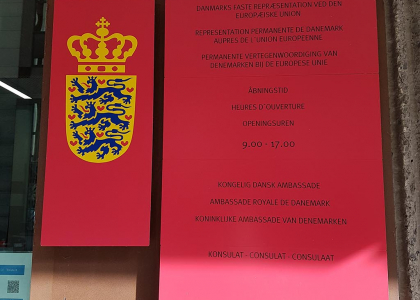 DANMARKS FASTE REPRÆSENTATION VED DEN
EUROPÆISKE UNION
REPRÉSENTATION PERMANENTE DE DANEMARK
AUPRÈS DE L'UNION EUROPÉENNE
PERMANENTE VERTEGENWOORDIGING VAN
DENEMARKEN BIJ DE EUROPESE UNIE
ÅBNINGSTID
HEURES D'OUVERTURE
OPENINGSUREN
9.00 - 17.00
KONGELIG DANSK AMBASSADE
AMBASSADE ROYALE DE DANEMARK
KONINKLIJKE AMBASSADE VAN DENEMARKEN
KONSULAT - CONSULAT - CONSULAAT